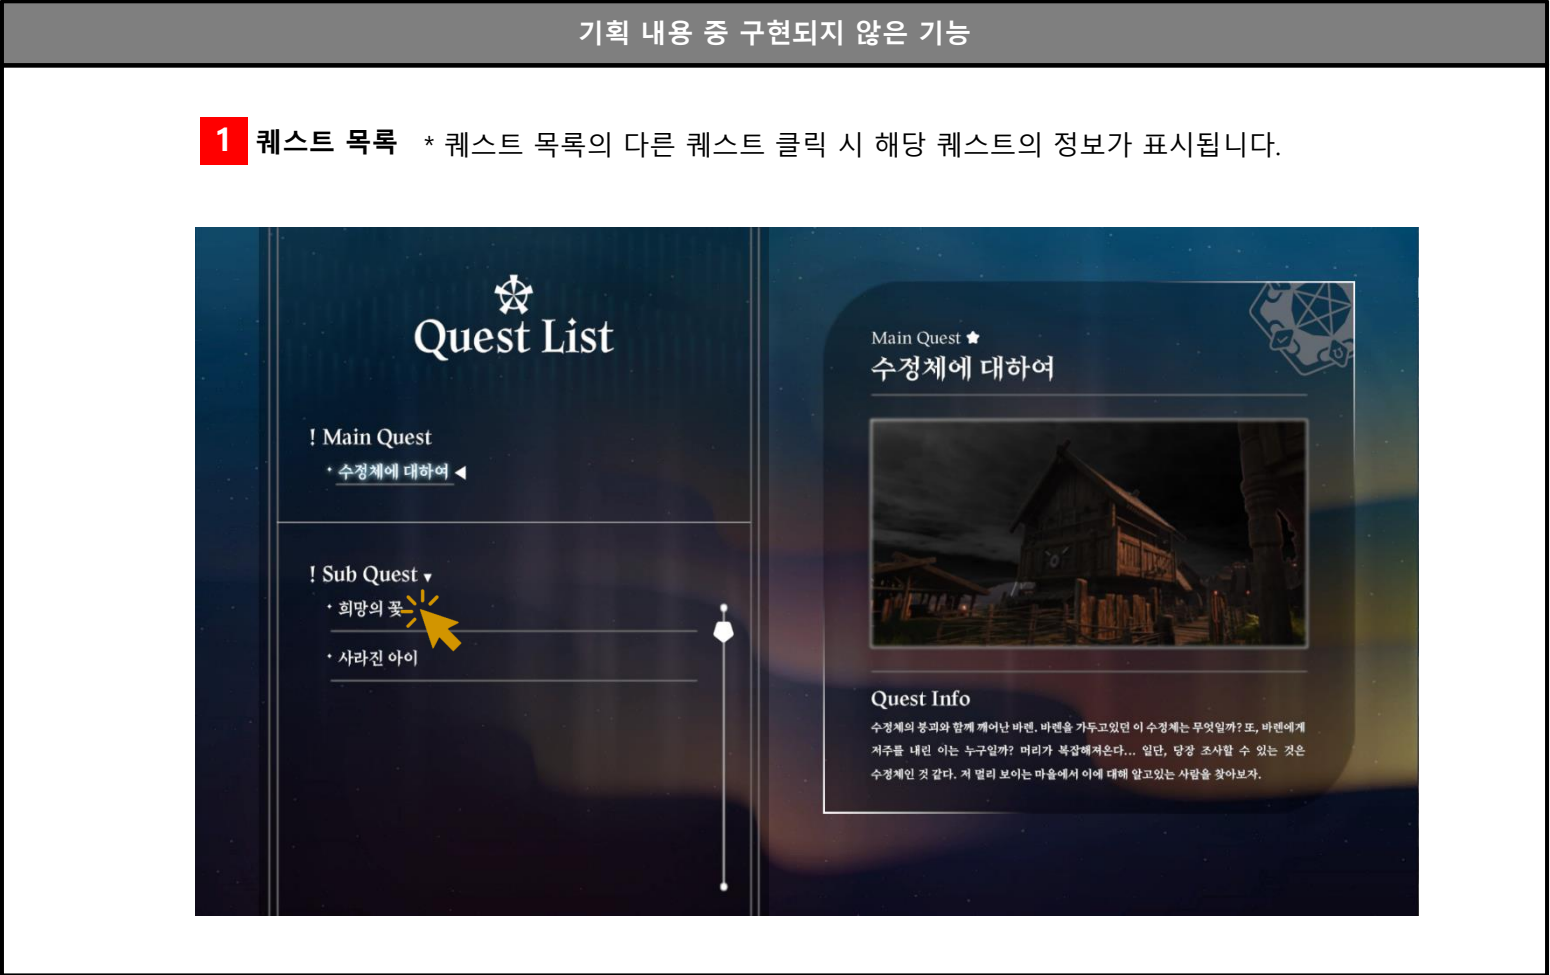 기획 내용 중 구현되지 않은 기능
1 퀘스트 목록 * 퀘스트 목록의 다른 퀘스트 클릭 시 해당 퀘스트의 정보가 표시됩니다.
Quest List
! Main Quest
· 수정체에 대하여 ◀
! Sub Quest ▾
· 희망의 꽃
· 사라진 아이
Main Quest
수정체에 대하여
Quest Info
수정체의 붕괴와 함께 깨어난 바렌. 바렌을 가두고있던 이 수정체는 무엇일까? 또, 바렌에게
저주를 내린 이는 누구일까? 머리가 복잡해져온다... 일단, 당장 조사할 수 있는 것은
수정체인 것 같다. 저 멀리 보이는 마을에서 이에 대해 알고있는 사람을 찾아보자.